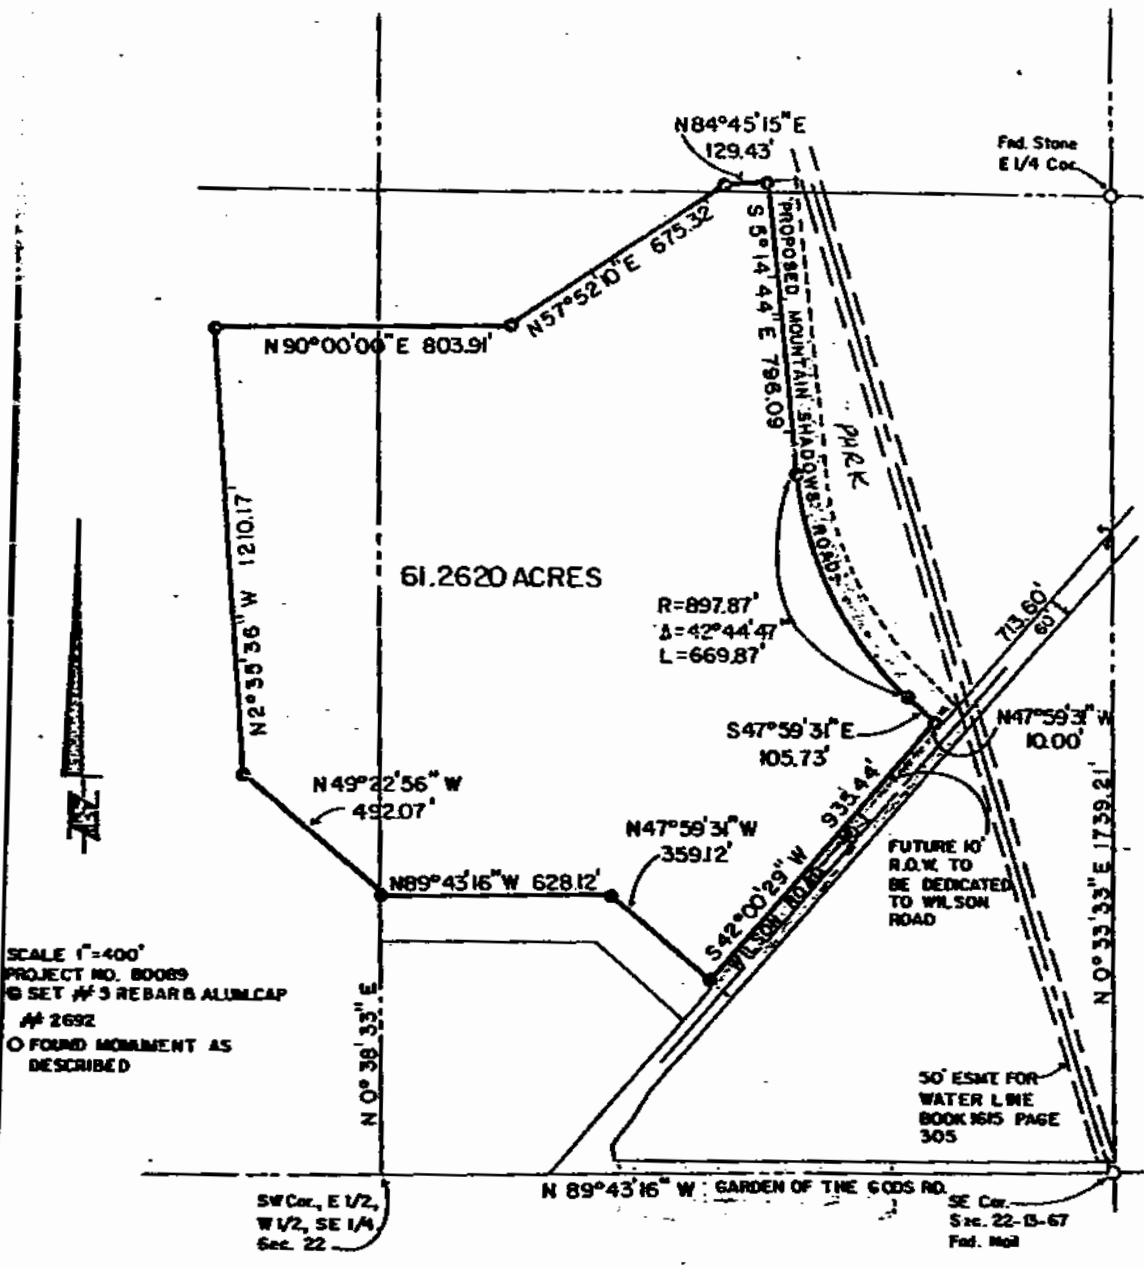 N84°45'15"E
129.43'
Fnd. Stone
E 1/4 Cor.
N57°52'10"E 675.32'
S 5°14'44"E 796.09'
PROPOSED MOUNTAIN SHADOWS ROAD
PARK
N90°00'00"E 803.91'
N2°35'36"W 1210.17'
61.2620 ACRES
R=897.87'
Δ=42°44'47"
L=669.87'
713.60'
60'
S47°59'31"E
105.73'
N47°59'31"W
10.00'
N49°22'56"W
492.07'
N47°59'31"W
359.12'
N89°43'16"W 628.12'
S42°00'29"W 935.44'
WILSON ROAD
FUTURE 10'
R.O.W. TO
BE DEDICATED
TO WILSON
ROAD
N 0°33'33"E 1739.21'
SCALE 1"=400'
PROJECT NO. 80089
SET # 5 REBAR & ALUM.CAP
# 2692
FOUND MONUMENT AS
DESCRIBED
N 0°38'33"E
50' ESMT FOR
WATER LINE
BOOK 1615 PAGE
305
N 89°43'16"W GARDEN OF THE GODS RD.
SW Cor., E 1/2,
W 1/2, SE 1/4,
Sec. 22
SE Cor.
Sec. 22-13-67
Fnd. Nail